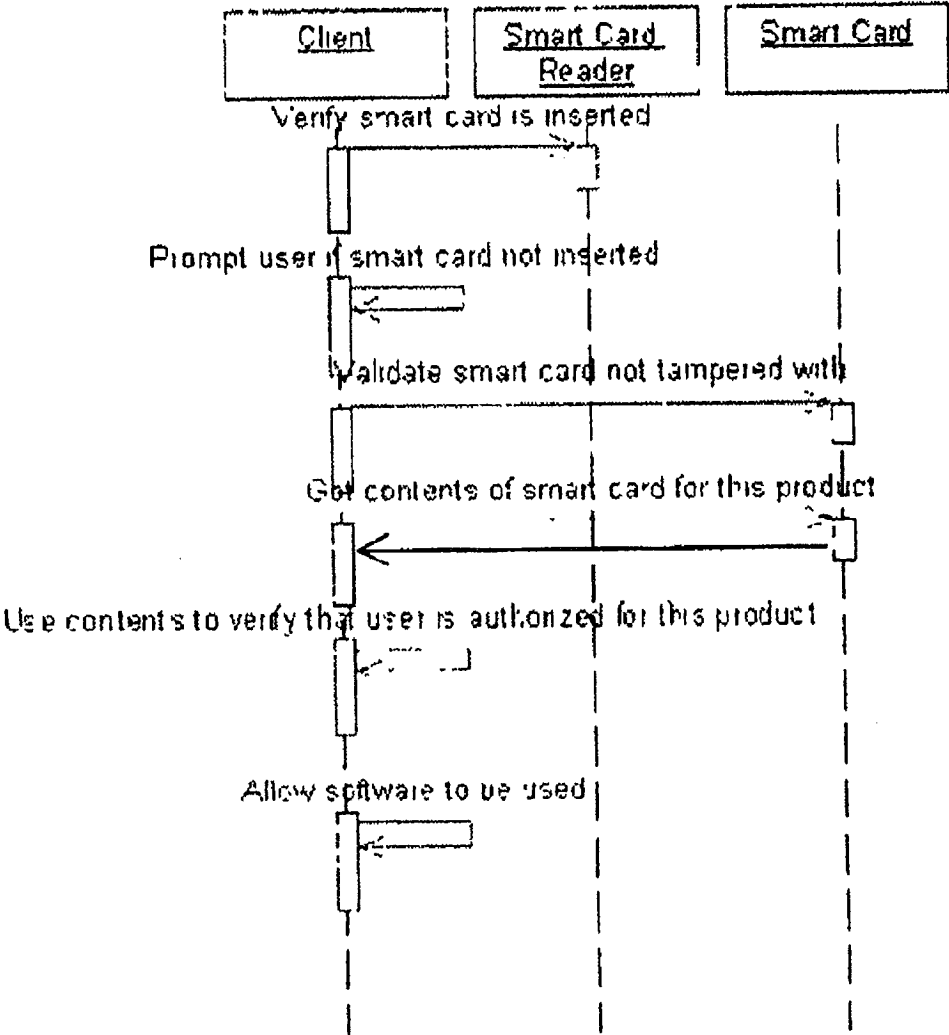 Client
Smart Card
Reader
Smart Card
Verify smart card is inserted
Prompt user if smart card not inserted
Validate smart card not tampered with
Get contents of smart card for this product
Use contents to verify that user is authorized for this product
Allow software to be used